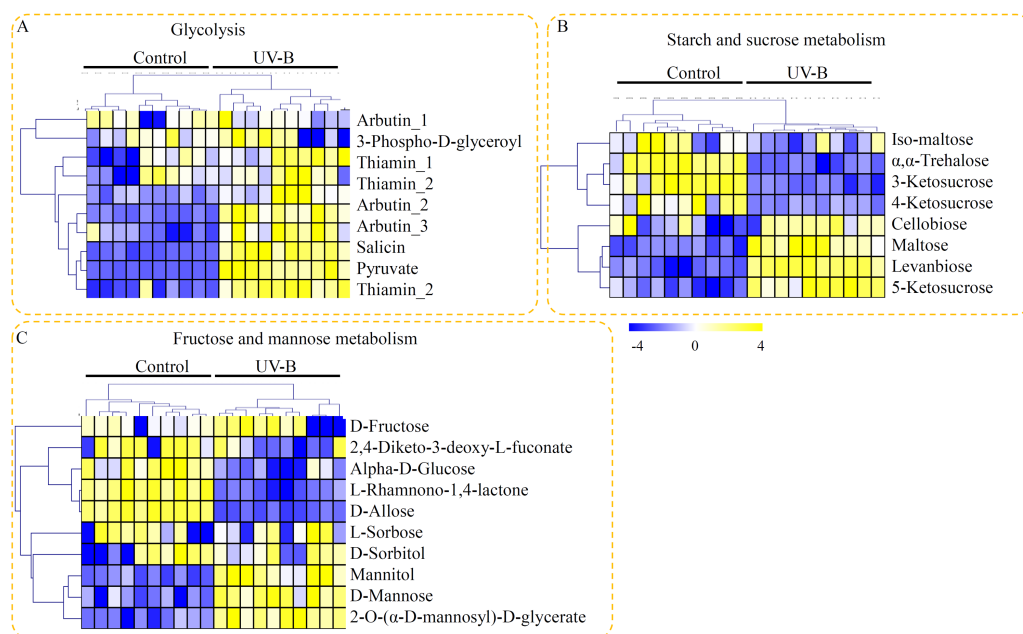 A
Glycolysis
Control
UV-B
Arbutin_1
3-Phospho-D-glyceroyl
Thiamin_1
Thiamin_2
Arbutin_2
Arbutin_3
Salicin
Pyruvate
Thiamin_2
B
Starch and sucrose metabolism
Control
UV-B
Iso-maltose
α,α-Trehalose
3-Ketosucrose
4-Ketosucrose
Cellobiose
Maltose
Levanbiose
5-Ketosucrose
-4 0 4
C
Fructose and mannose metabolism
Control
UV-B
D-Fructose
2,4-Diketo-3-deoxy-L-fuconate
Alpha-D-Glucose
L-Rhamnono-1,4-lactone
D-Allose
L-Sorbose
D-Sorbitol
Mannitol
D-Mannose
2-O-(α-D-mannosyl)-D-glycerate